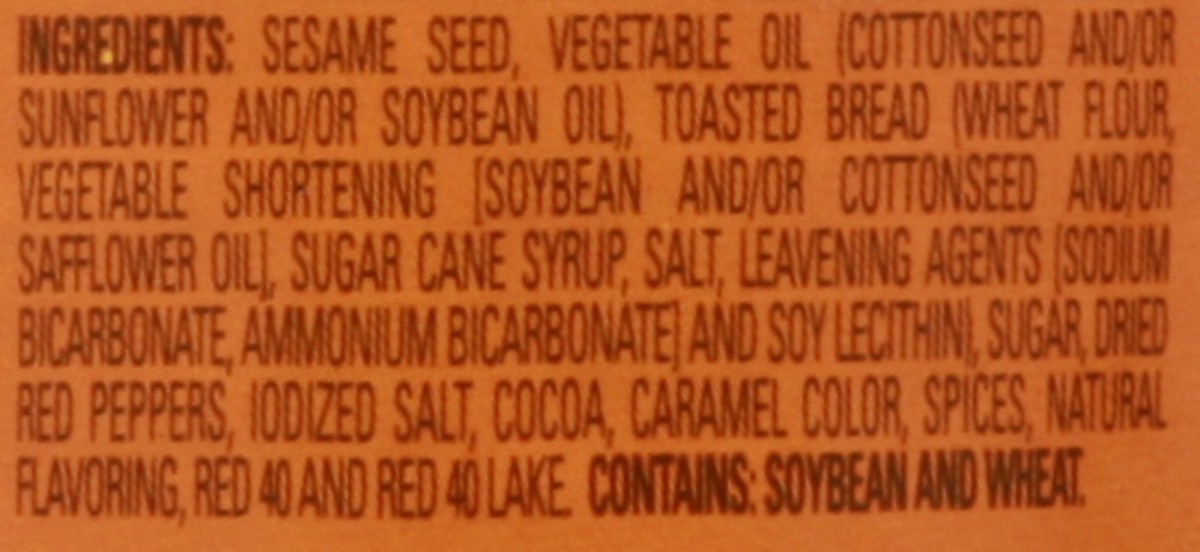 INGREDIENTS: SESAME SEED, VEGETABLE OIL (COTTONSEED AND/OR
SUNFLOWER AND/OR SOYBEAN OIL), TOASTED BREAD (WHEAT FLOUR,
VEGETABLE SHORTENING [SOYBEAN AND/OR COTTONSEED AND/OR
SAFFLOWER OIL], SUGAR CANE SYRUP, SALT, LEAVENING AGENTS [SODIUM
BICARBONATE, AMMONIUM BICARBONATE] AND SOY LECITHIN), SUGAR, DRIED
RED PEPPERS, IODIZED SALT, COCOA, CARAMEL COLOR, SPICES, NATURAL
FLAVORING, RED 40 AND RED 40 LAKE. CONTAINS: SOYBEAN AND WHEAT.